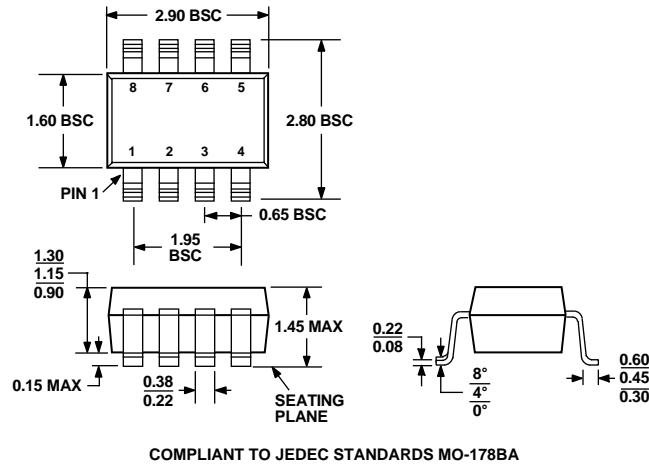 2.90 BSC
8 7 6 5
1.60 BSC
2.80 BSC
1 2 3 4
PIN 1
0.65 BSC
1.95
BSC
1.30
1.15
0.90
1.45 MAX
0.15 MAX
0.38
0.22
SEATING
PLANE
0.22
0.08
8°
4°
0°
0.60
0.45
0.30
COMPLIANT TO JEDEC STANDARDS MO-178BA